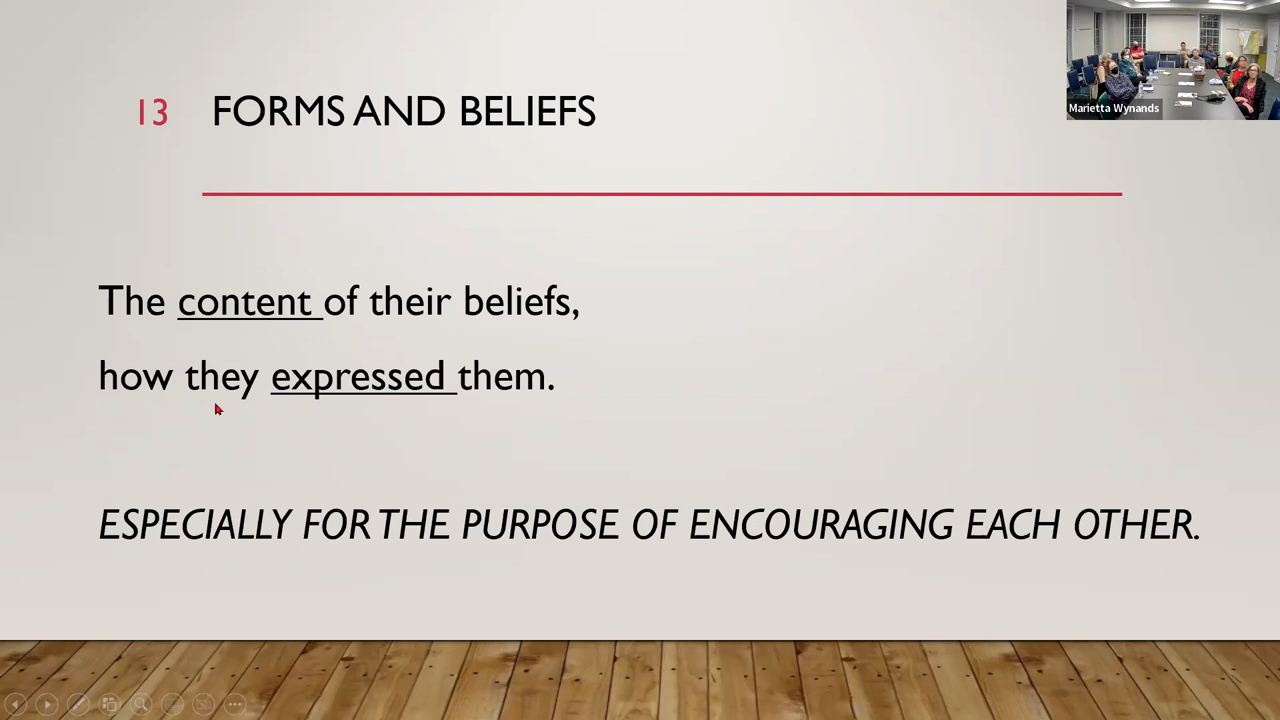 13 FORMS AND BELIEFS
Marietta Wynands
The content of their beliefs,
how they expressed them.
ESPECIALLY FOR THE PURPOSE OF ENCOURAGING EACH OTHER.